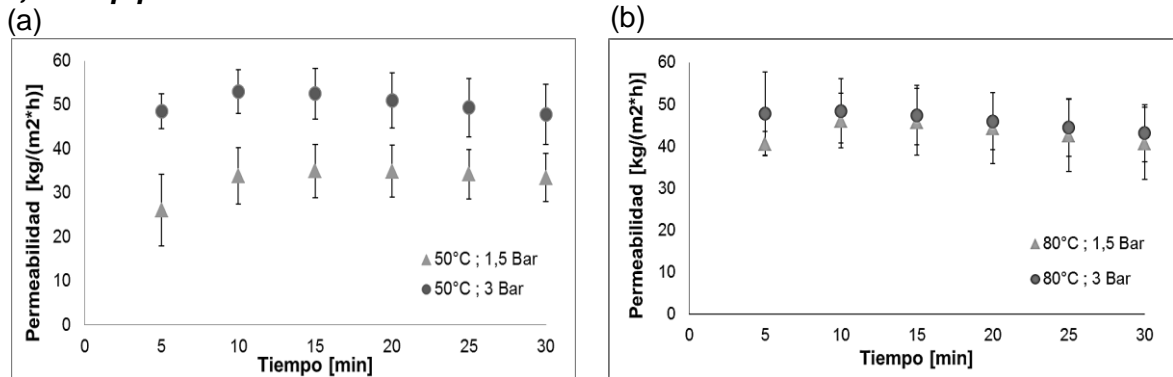 (a)
Permeabilidad [kg/(m2*h)]
60
50
40
30
20
10
0
50°C ; 1,5 Bar
50°C ; 3 Bar
0 5 10 15 20 25 30
Tiempo [min]
(b)
Permeabilidad [kg/(m2*h)]
60
50
40
30
20
10
0
80°C ; 1,5 Bar
80°C ; 3 Bar
0 5 10 15 20 25 30
Tiempo [min]